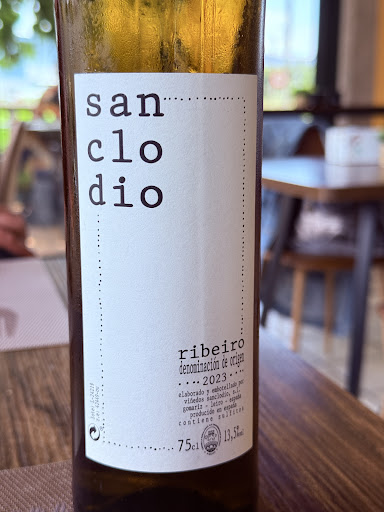 san
clo
dio
ribeiro
denominación de origen
2023
elaborado y embotellado por
viñedos sanclodio, s.l.
gomariz - leiro - españa
producido en españa
contiene sulfitos
75cl
13,5%vol